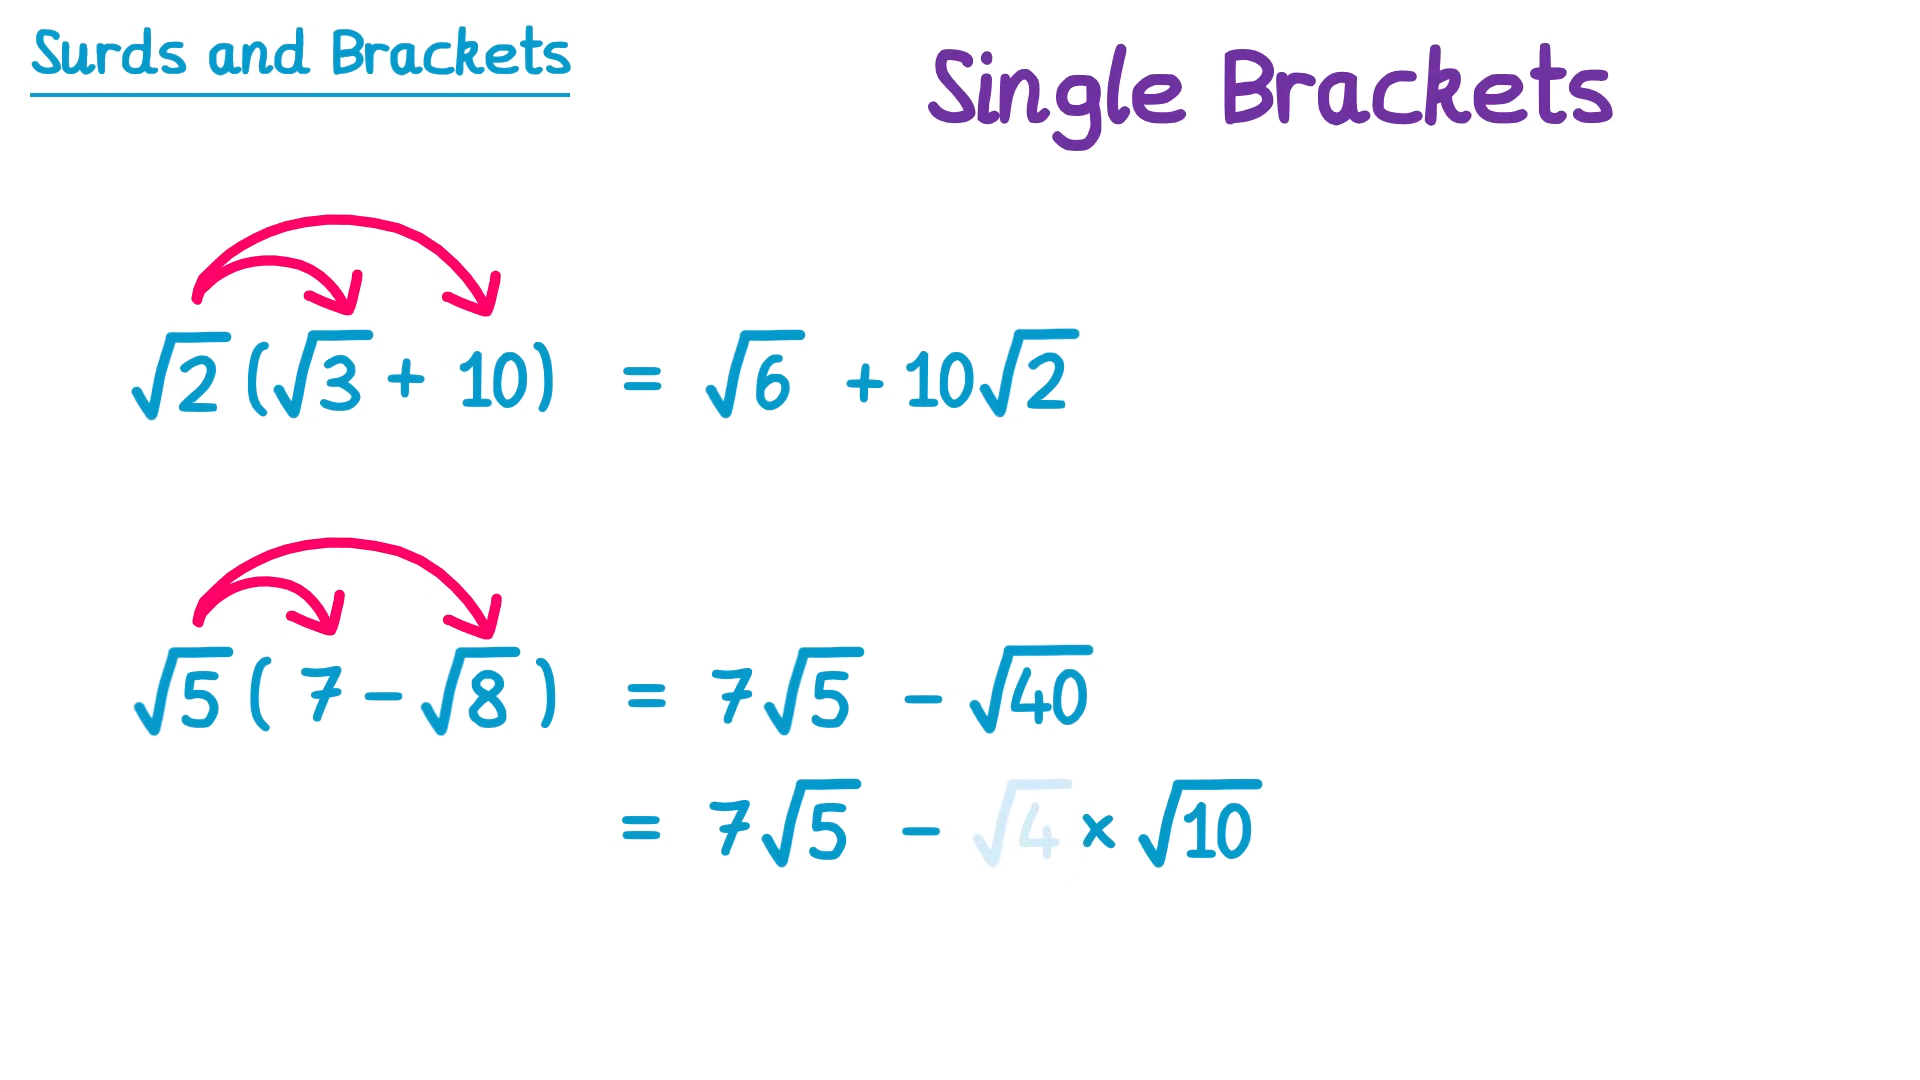 Surds and Brackets
Single Brackets
√2 (√3 + 10) = √6 + 10√2
√5 ( 7 − √8 ) = 7√5 − √40
= 7√5 − √4 × √10